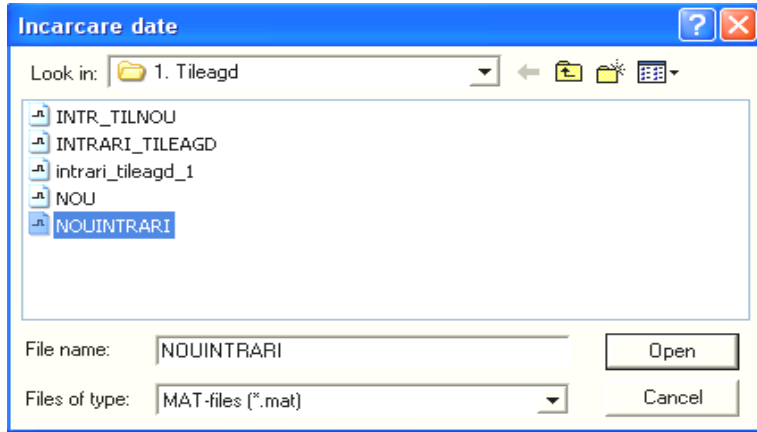 Incarcare date
Look in: 1. Tileagd
INTR_TILNOU
INTRARI_TILEAGD
intrari_tileagd_1
NOU
NOUINTRARI
File name: NOUINTRARI Open
Files of type: MAT-files (*.mat) Cancel